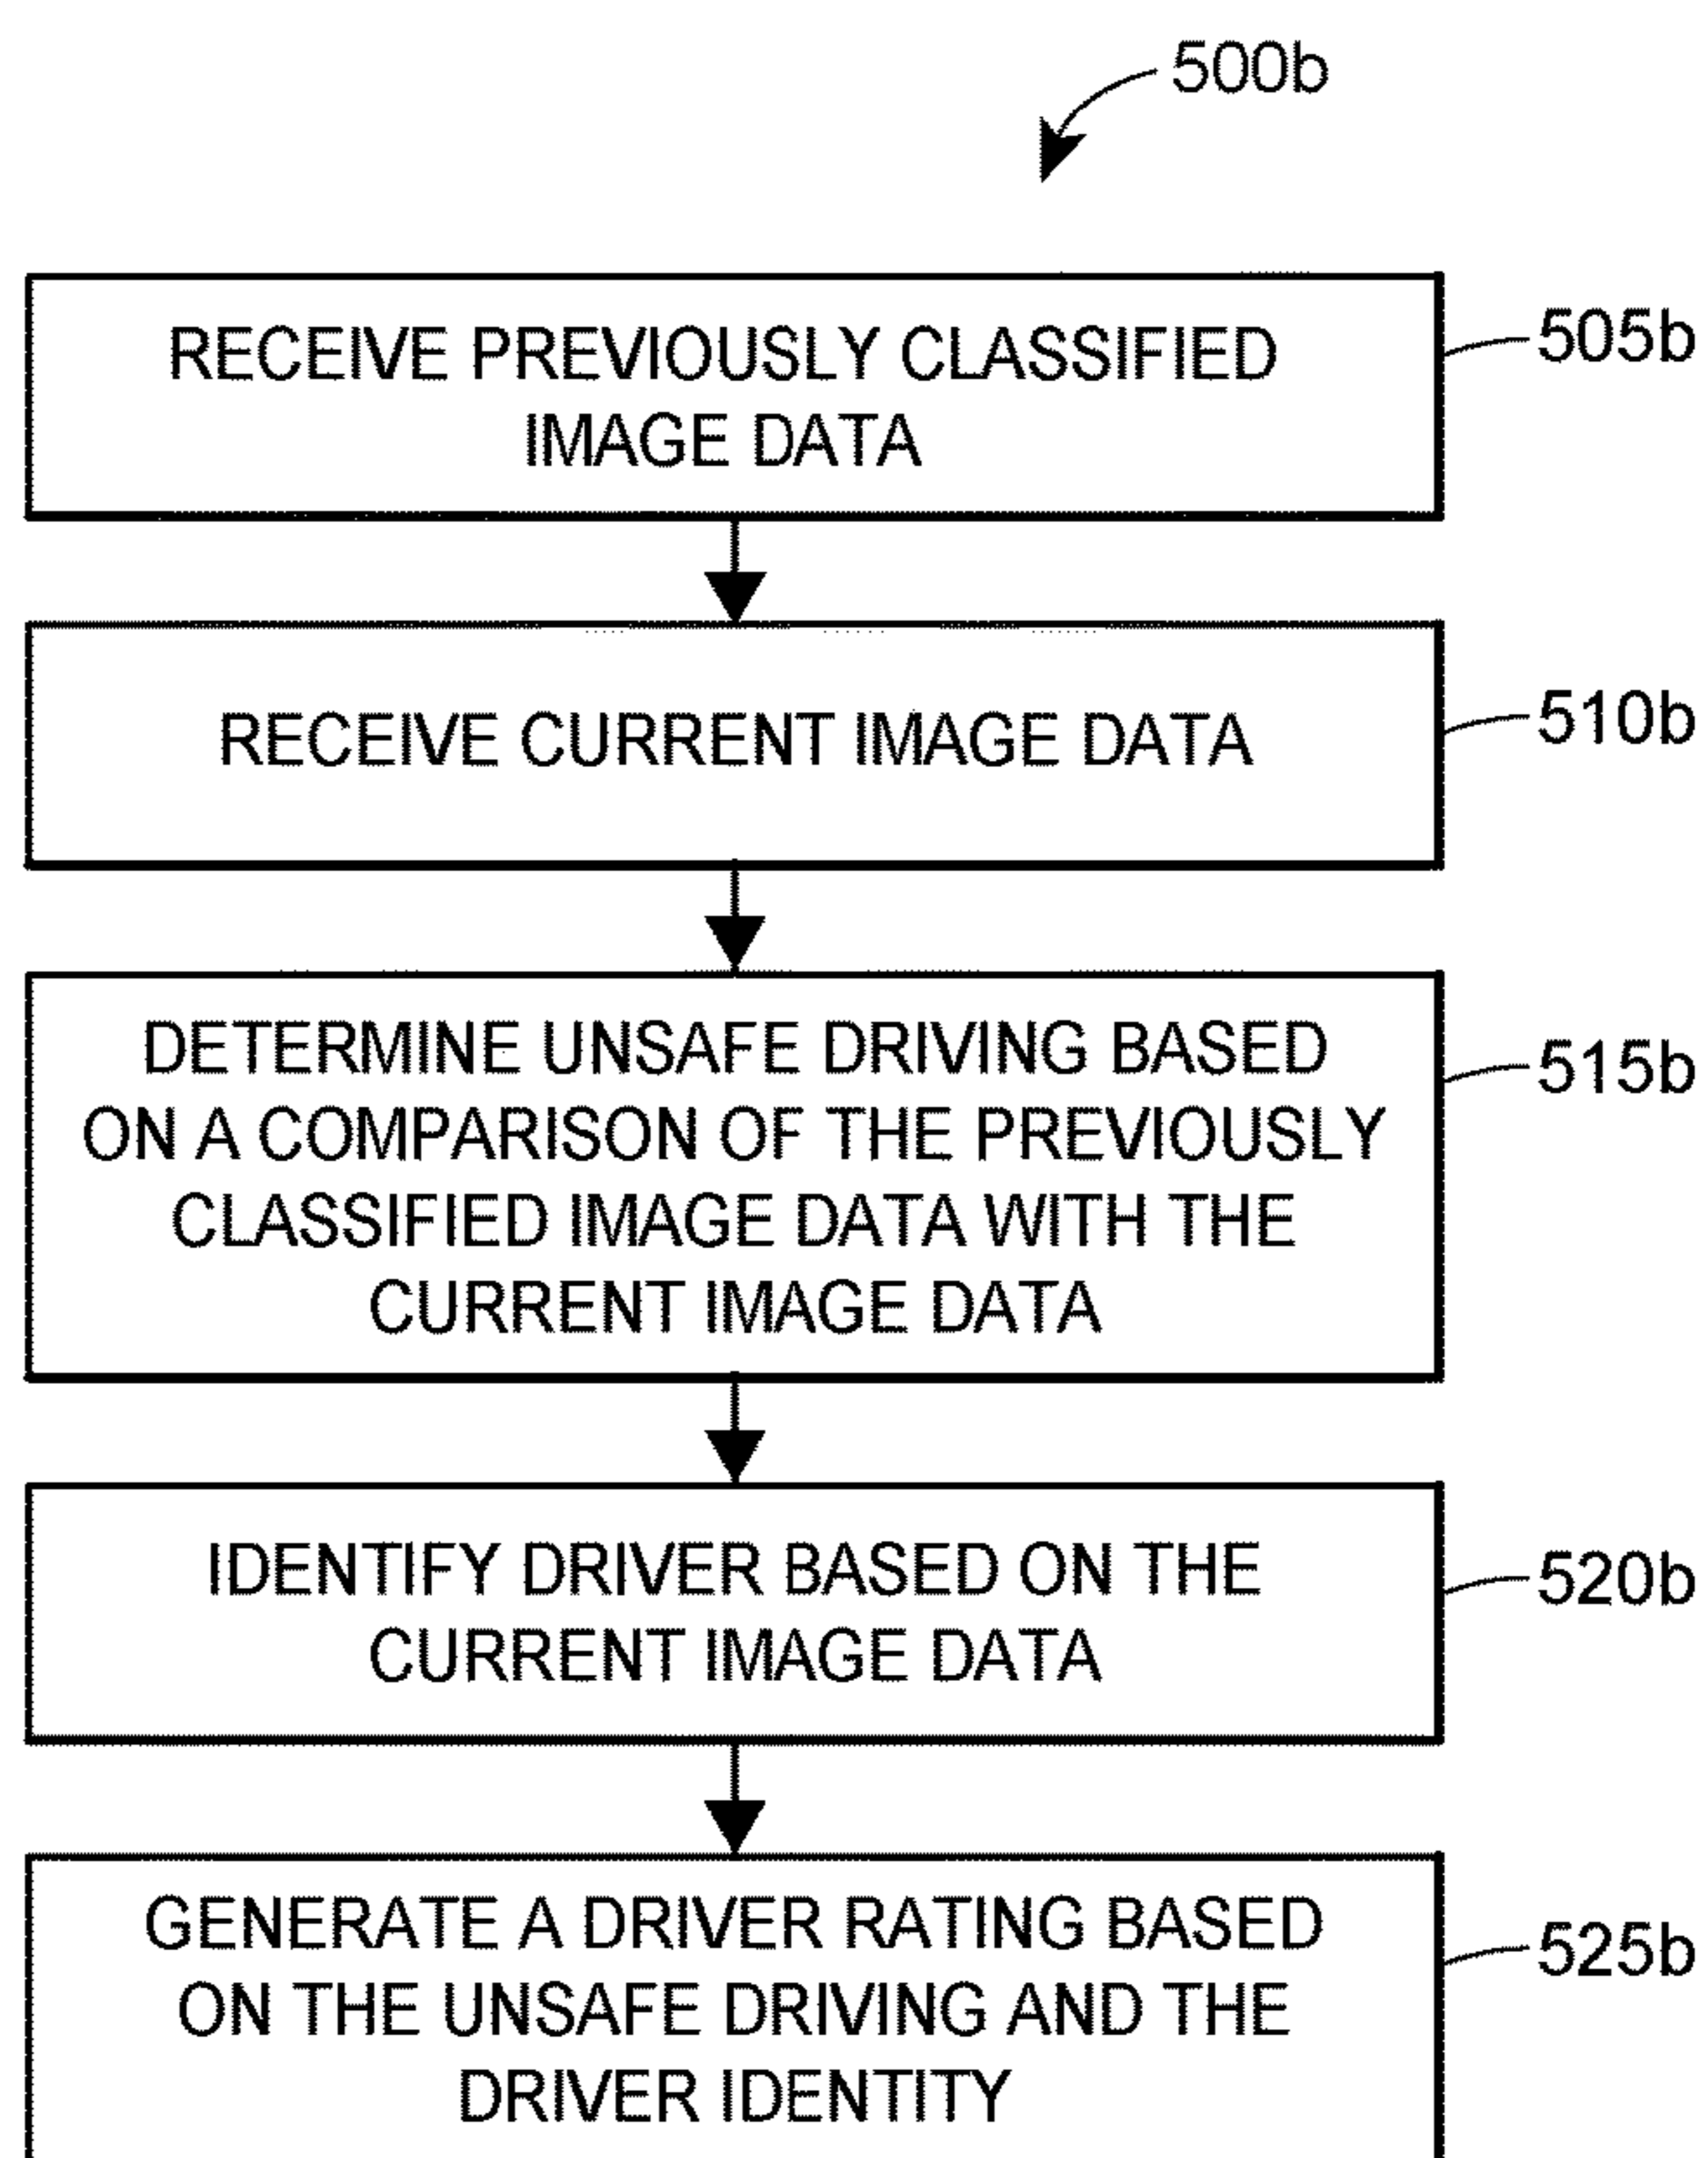 500b
RECEIVE PREVIOUSLY CLASSIFIED
IMAGE DATA
505b
RECEIVE CURRENT IMAGE DATA
510b
DETERMINE UNSAFE DRIVING BASED
ON A COMPARISON OF THE PREVIOUSLY
CLASSIFIED IMAGE DATA WITH THE
CURRENT IMAGE DATA
515b
IDENTIFY DRIVER BASED ON THE
CURRENT IMAGE DATA
520b
GENERATE A DRIVER RATING BASED
ON THE UNSAFE DRIVING AND THE
DRIVER IDENTITY
525b